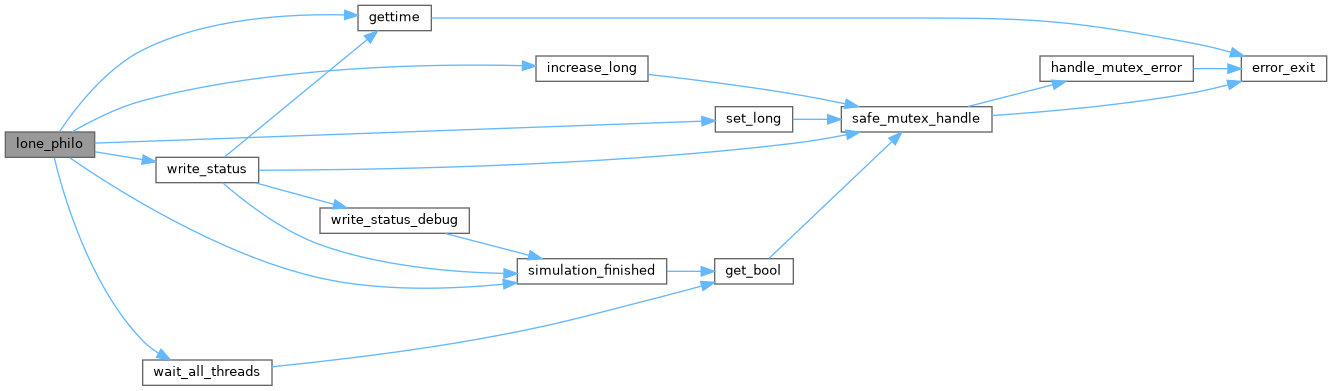 gettime
increase_long
handle_mutex_error
error_exit
set_long
safe_mutex_handle
lone_philo
write_status
write_status_debug
simulation_finished
get_bool
wait_all_threads